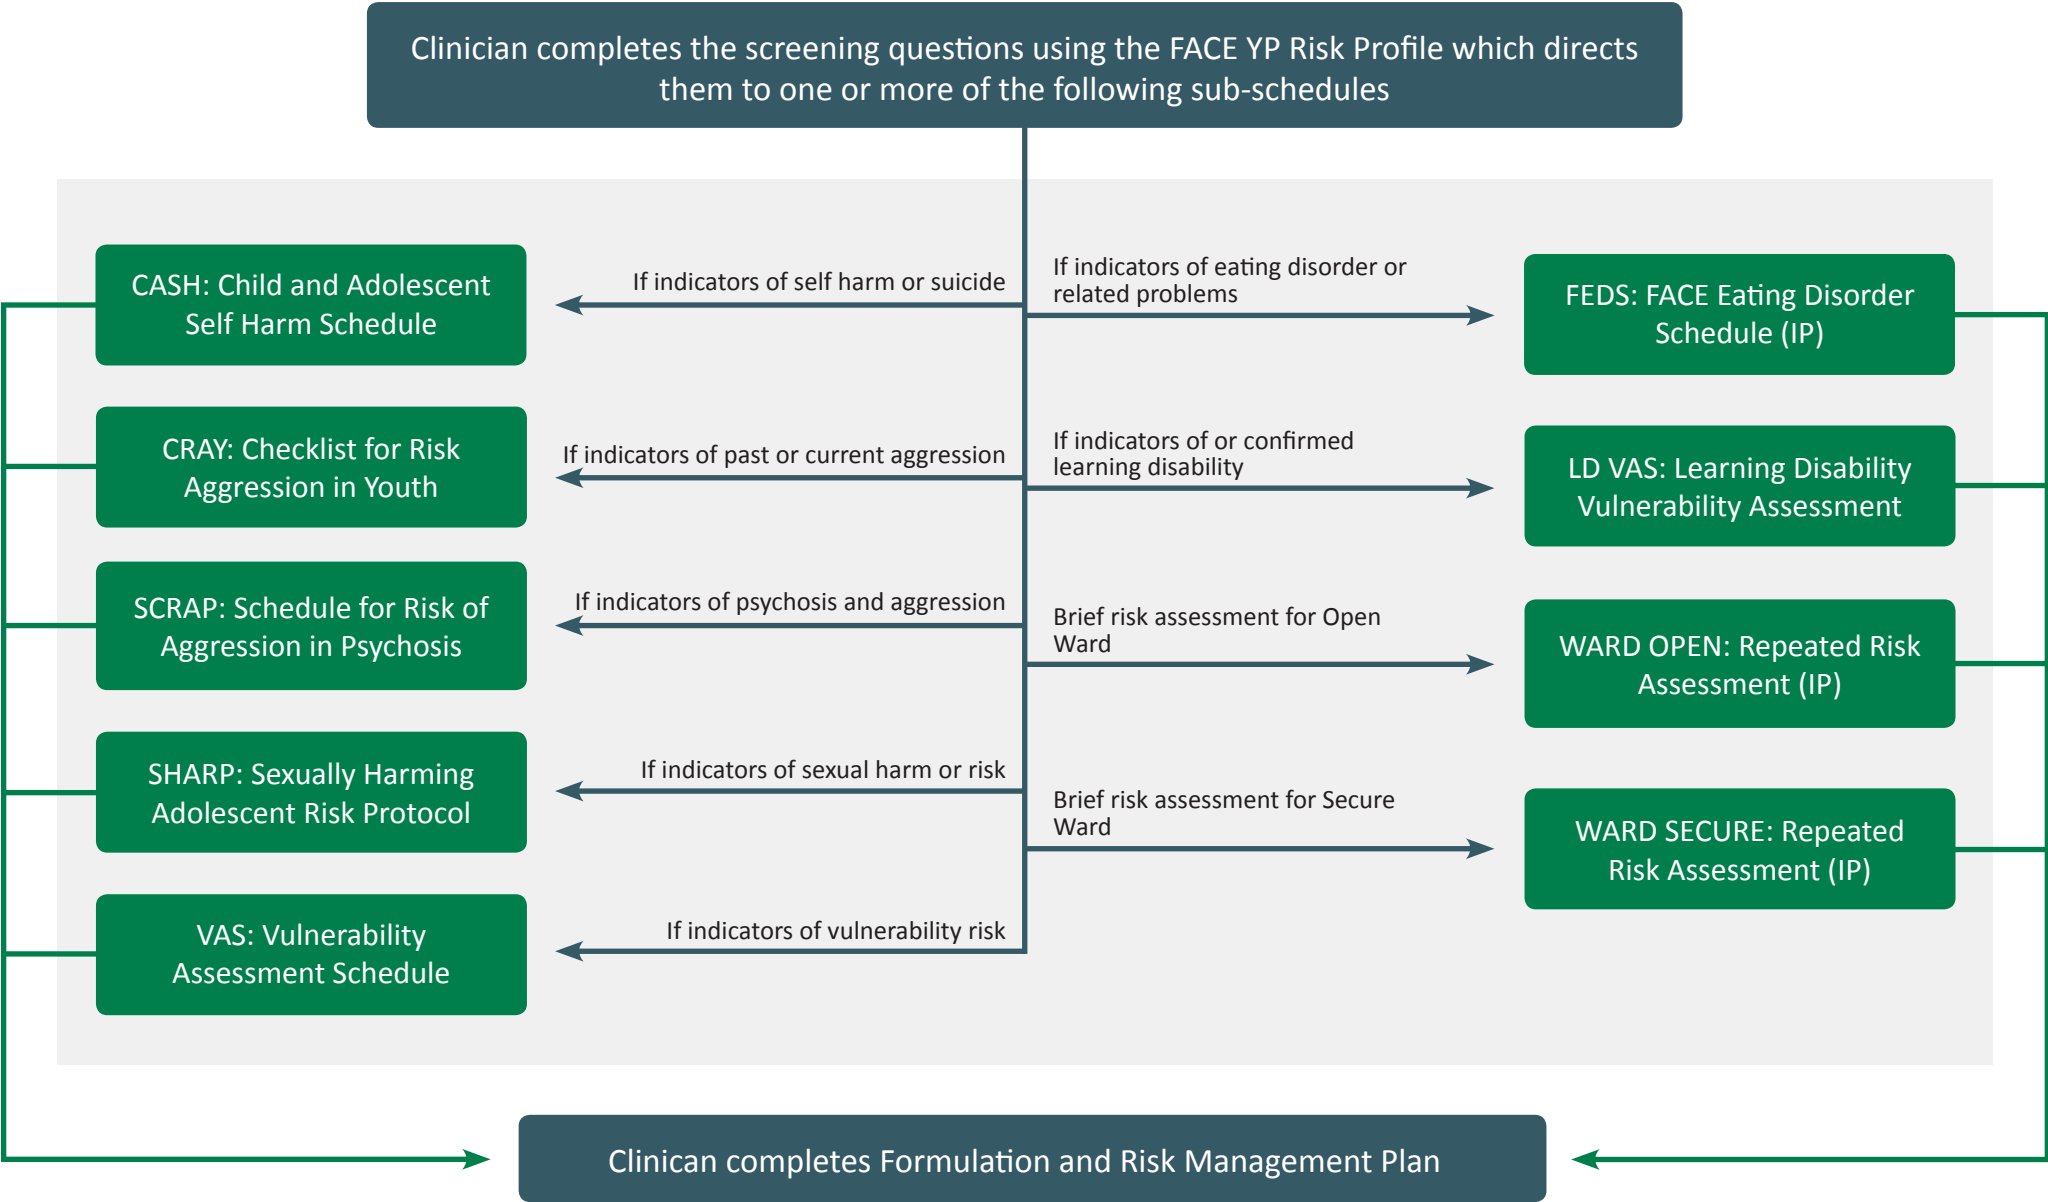 Clinician completes the screening questions using the FACE YP Risk Profile which directs
them to one or more of the following sub-schedules
CASH: Child and Adolescent
Self Harm Schedule
If indicators of self harm or suicide
If indicators of eating disorder or
related problems
FEDS: FACE Eating Disorder
Schedule (IP)
CRAY: Checklist for Risk
Aggression in Youth
If indicators of past or current aggression
If indicators of or confirmed
learning disability
LD VAS: Learning Disability
Vulnerability Assessment
SCRAP: Schedule for Risk of
Aggression in Psychosis
If indicators of psychosis and aggression
Brief risk assessment for Open
Ward
WARD OPEN: Repeated Risk
Assessment (IP)
SHARP: Sexually Harming
Adolescent Risk Protocol
If indicators of sexual harm or risk
Brief risk assessment for Secure
Ward
WARD SECURE: Repeated
Risk Assessment (IP)
VAS: Vulnerability
Assessment Schedule
If indicators of vulnerability risk
Clinican completes Formulation and Risk Management Plan